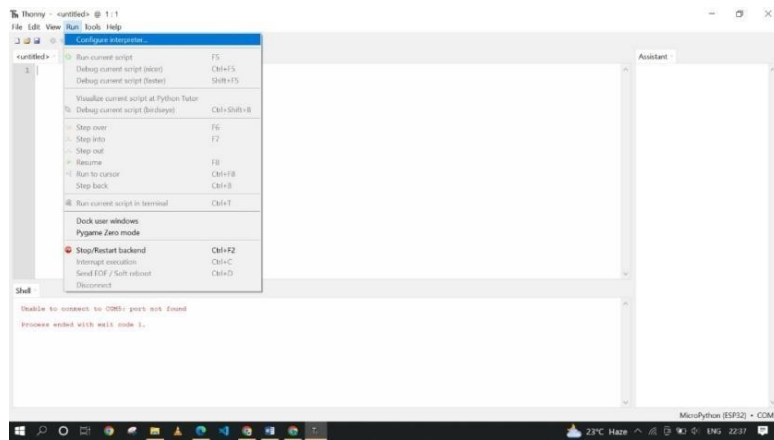 Thonny - <untitled> @ 1:1
File Edit View Run Tools Help
<untitled>
Assistant
1
Configure interpreter...
Run current script F5
Debug current script (nicer) Ctrl+F5
Debug current script (faster) Shift+F5
Visualize current script at Python Tutor
Debug current script (birdseye) Ctrl+Shift+B
Step over F6
Step into F7
Step out
Resume F8
Run to cursor Ctrl+F8
Step back Ctrl+B
Run current script in terminal Ctrl+T
Dock user windows
Pygame Zero mode
Stop/Restart backend Ctrl+F2
Interrupt execution Ctrl+C
Send EOF / Soft reboot Ctrl+D
Disconnect
Shell
Unable to connect to COM5: port not found
Process ended with exit code 1.
MicroPython (ESP32) • COM
23°C Haze ENG 22:37